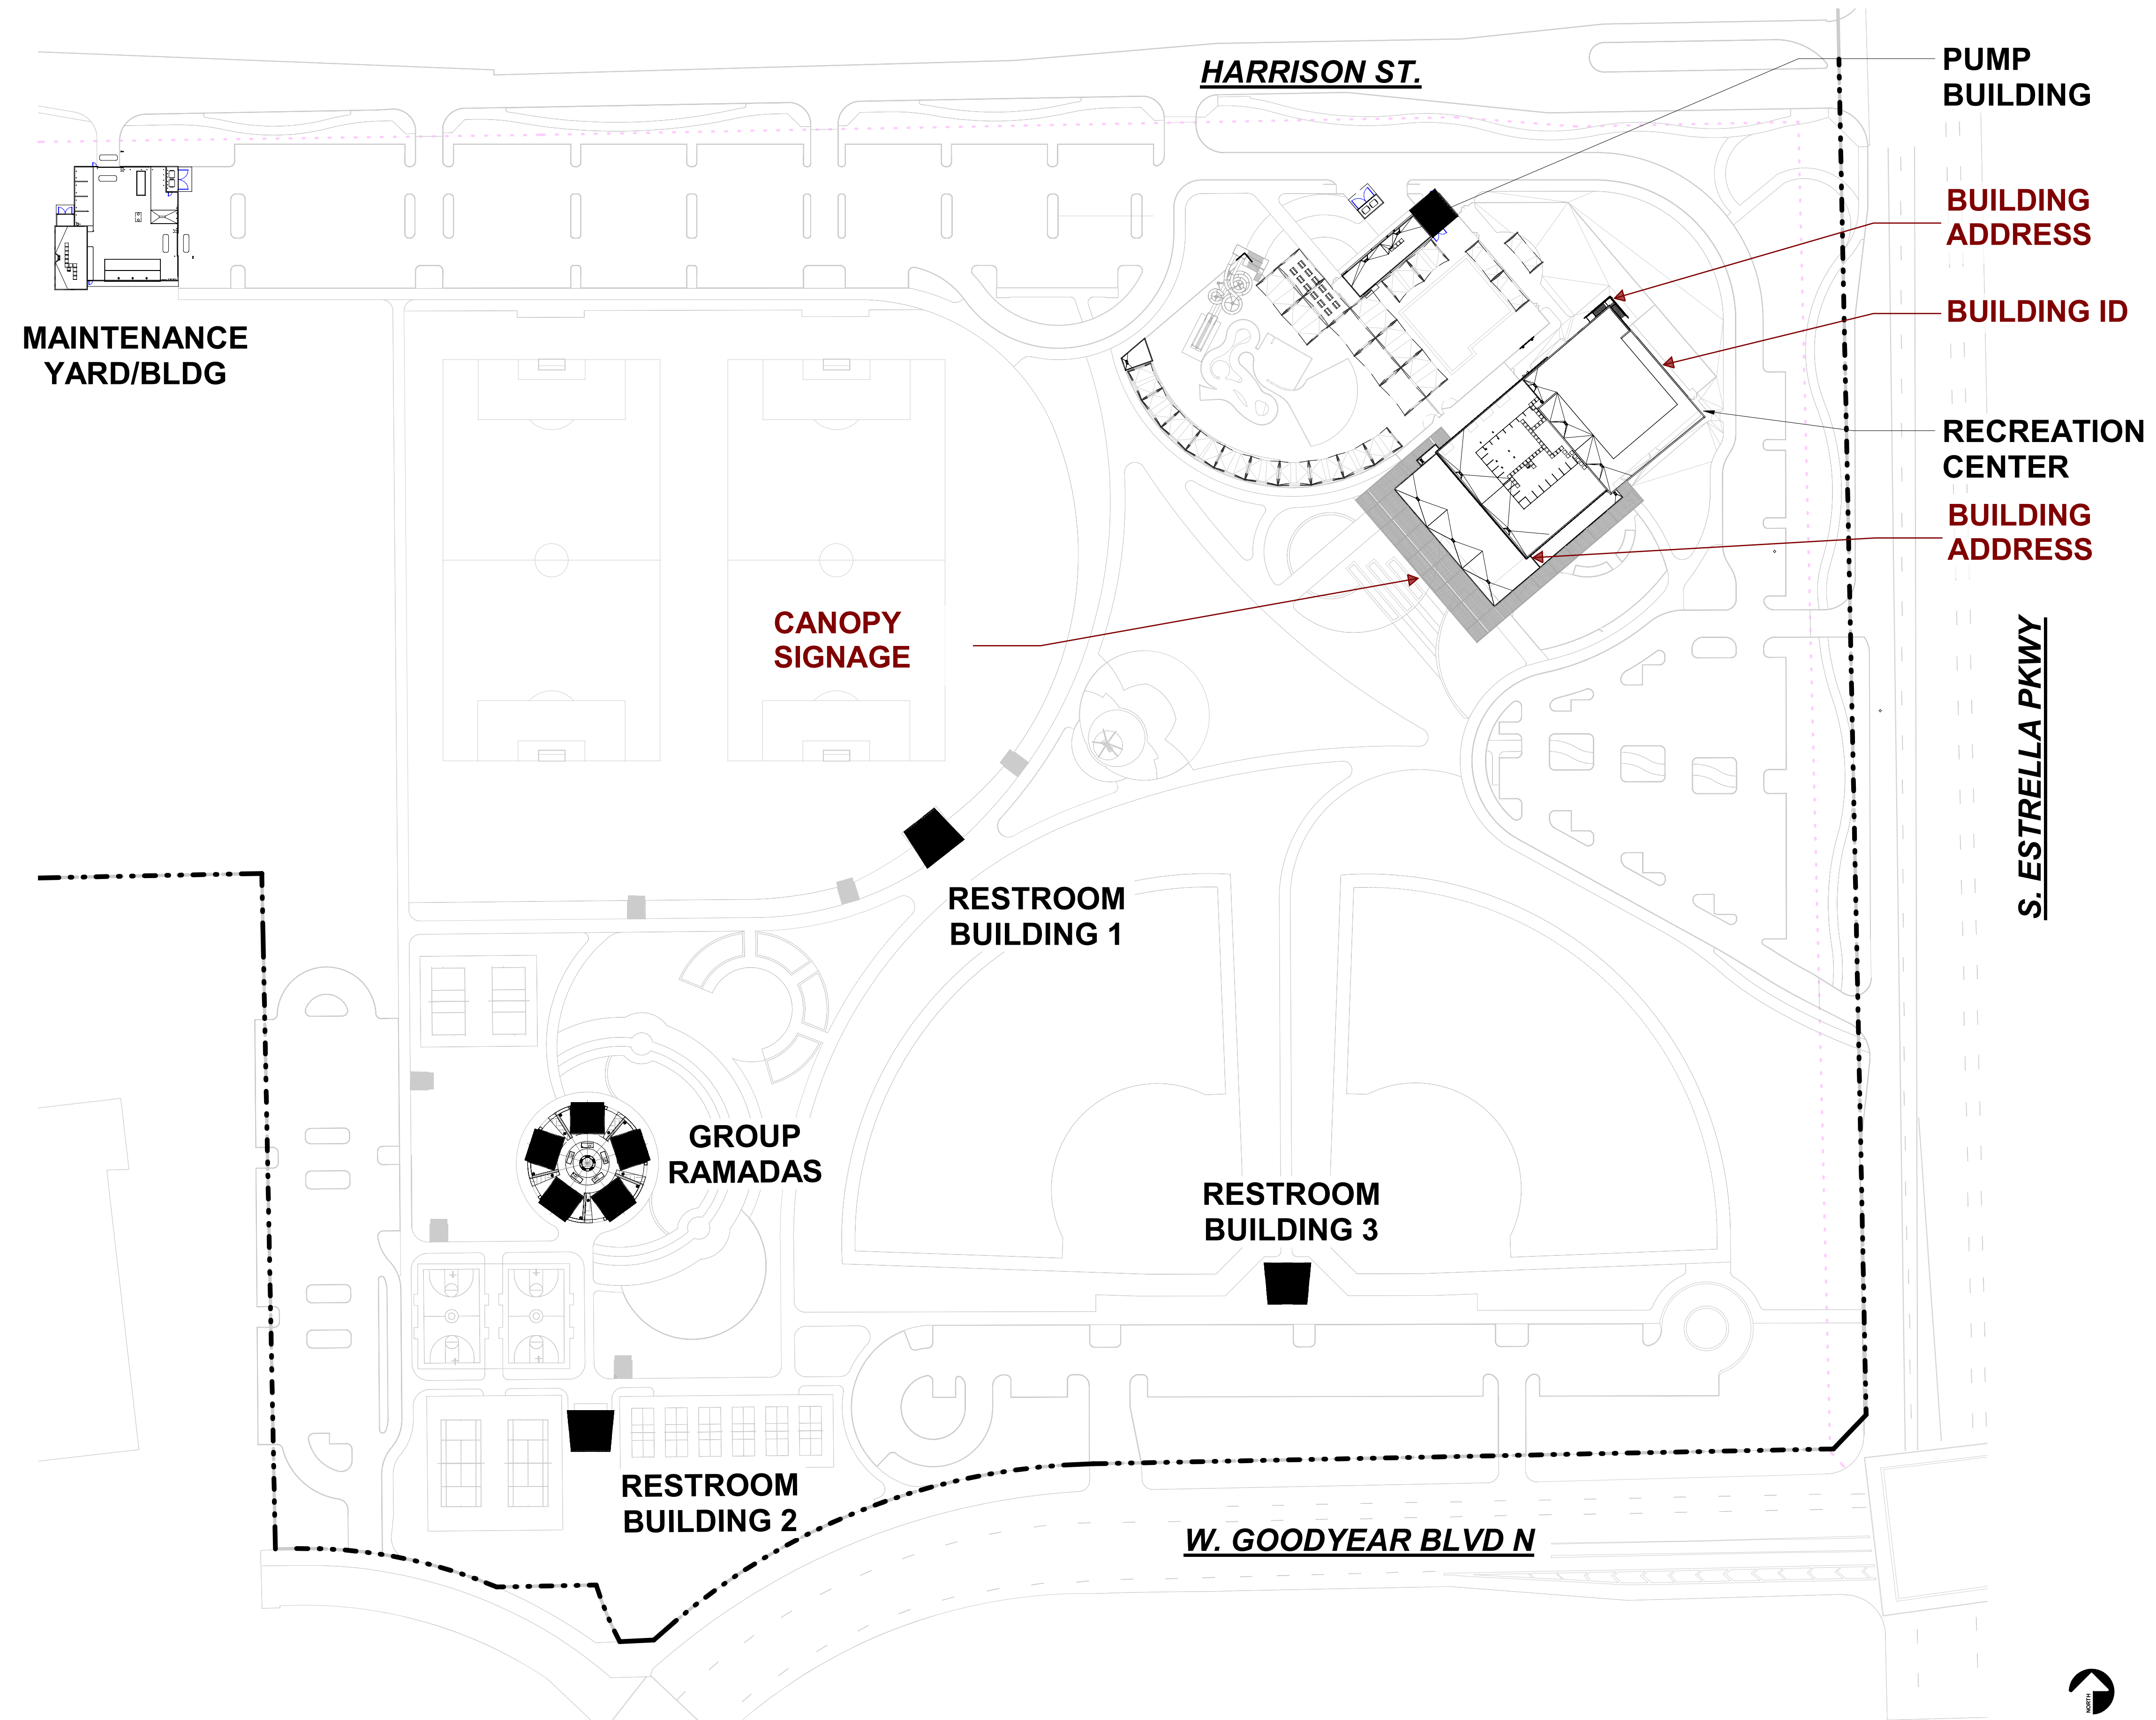 HARRISON ST.
PUMP
BUILDING
BUILDING
ADDRESS
BUILDING ID
MAINTENANCE
YARD/BLDG
RECREATION
CENTER
BUILDING
ADDRESS
CANOPY
SIGNAGE
S. ESTRELLA PKWY
RESTROOM
BUILDING 1
GROUP
RAMADAS
RESTROOM
BUILDING 3
RESTROOM
BUILDING 2
W. GOODYEAR BLVD N
NORTH